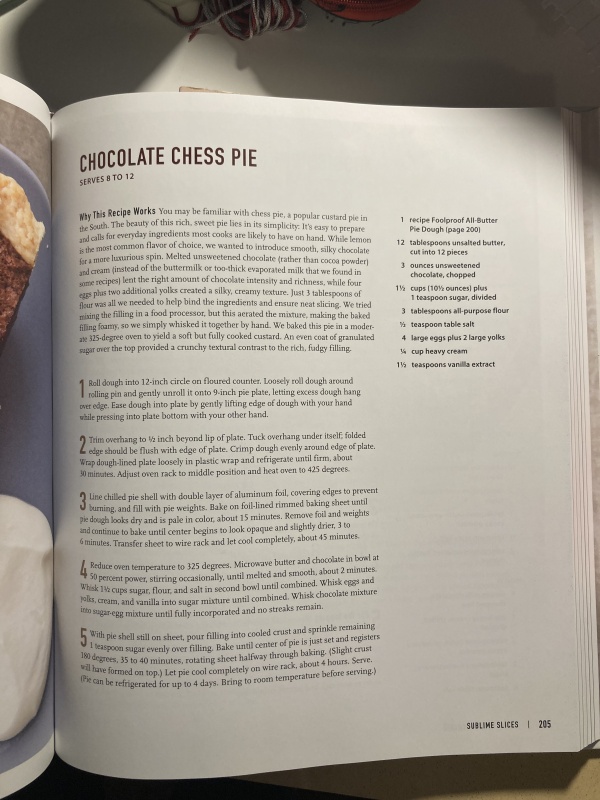 CHOCOLATE CHESS PIE
SERVES 8 TO 12
Why This Recipe Works You may be familiar with chess pie, a popular custard pie in
the South. The beauty of this rich, sweet pie lies in its simplicity: It's easy to prepare
and calls for everyday ingredients most cooks are likely to have on hand. While lemon
is the most common flavor of choice, we wanted to introduce smooth, silky chocolate
for a more luxurious spin. Melted unsweetened chocolate (rather than cocoa powder)
and cream (instead of the buttermilk or too-thick evaporated milk that we found in
some recipes) lent the right amount of chocolate intensity and richness, while four
eggs plus two additional yolks created a silky, creamy texture. Just 3 tablespoons of
flour was all we needed to help bind the ingredients and ensure neat slicing. We tried
mixing the filling in a food processor, but this aerated the mixture, making the baked
filling foamy, so we simply whisked it together by hand. We baked this pie in a moder-
ate 325-degree oven to yield a soft but fully cooked custard. An even coat of granulated
sugar over the top provided a crunchy textural contrast to the rich, fudgy filling.
1 Roll dough into 12-inch circle on floured counter. Loosely roll dough around
rolling pin and gently unroll it onto 9-inch pie plate, letting excess dough hang
over edge. Ease dough into plate by gently lifting edge of dough with your hand
while pressing into plate bottom with your other hand.
2 Trim overhang to ½ inch beyond lip of plate. Tuck overhang under itself; folded
edge should be flush with edge of plate. Crimp dough evenly around edge of plate.
Wrap dough-lined plate loosely in plastic wrap and refrigerate until firm, about
30 minutes. Adjust oven rack to middle position and heat oven to 425 degrees.
3 Line chilled pie shell with double layer of aluminum foil, covering edges to prevent
burning, and fill with pie weights. Bake on foil-lined rimmed baking sheet until
pie dough looks dry and is pale in color, about 15 minutes. Remove foil and weights
and continue to bake until center begins to look opaque and slightly drier, 3 to
6 minutes. Transfer sheet to wire rack and let cool completely, about 45 minutes.
4 Reduce oven temperature to 325 degrees. Microwave butter and chocolate in bowl at
50 percent power, stirring occasionally, until melted and smooth, about 2 minutes.
Whisk 1½ cups sugar, flour, and salt in second bowl until combined. Whisk eggs and
yolks, cream, and vanilla into sugar mixture until combined. Whisk chocolate mixture
into sugar-egg mixture until fully incorporated and no streaks remain.
5 With pie shell still on sheet, pour filling into cooled crust and sprinkle remaining
1 teaspoon sugar evenly over filling. Bake until center of pie is just set and registers
180 degrees, 35 to 40 minutes, rotating sheet halfway through baking. (Slight crust
will have formed on top.) Let pie cool completely on wire rack, about 4 hours. Serve.
(Pie can be refrigerated for up to 4 days. Bring to room temperature before serving.)
1 recipe Foolproof All-Butter
Pie Dough (page 200)
12 tablespoons unsalted butter,
cut into 12 pieces
3 ounces unsweetened
chocolate, chopped
1½ cups (10½ ounces) plus
1 teaspoon sugar, divided
3 tablespoons all-purpose flour
½ teaspoon table salt
4 large eggs plus 2 large yolks
¼ cup heavy cream
1½ teaspoons vanilla extract
SUBLIME SLICES | 205